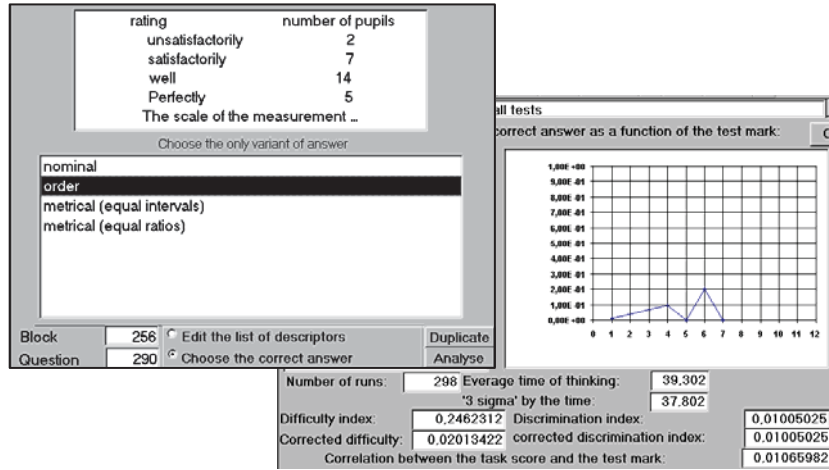 rating number of pupils
unsatisfactorily 2
satisfactorily 7
well 14
Perfectly 5
The scale of the measurement ...
Choose the only variant of answer
nominal
order
metrical (equal intervals)
metrical (equal ratios)
Block 256 Edit the list of descriptors Duplicate
Question 290 Choose the correct answer Analyse
all tests
correct answer as a function of the test mark:
1,00E +00
9,00E -01
8,00E -01
7,00E -01
6,00E -01
5,00E -01
4,00E -01
3,00E -01
2,00E -01
1,00E -01
0,00E +00
0 1 2 3 4 5 6 7 8 9 10 11 12
Number of runs: 298 Everage time of thinking: 39,302
'3 sigma' by the time: 37,802
Difficulty index: 0,2462312 Discrimination index: 0,01005025
Corrected difficulty: 0,02013422 corrected discrimination index: 0,01005025
Correlation between the task score and the test mark: 0,01065982